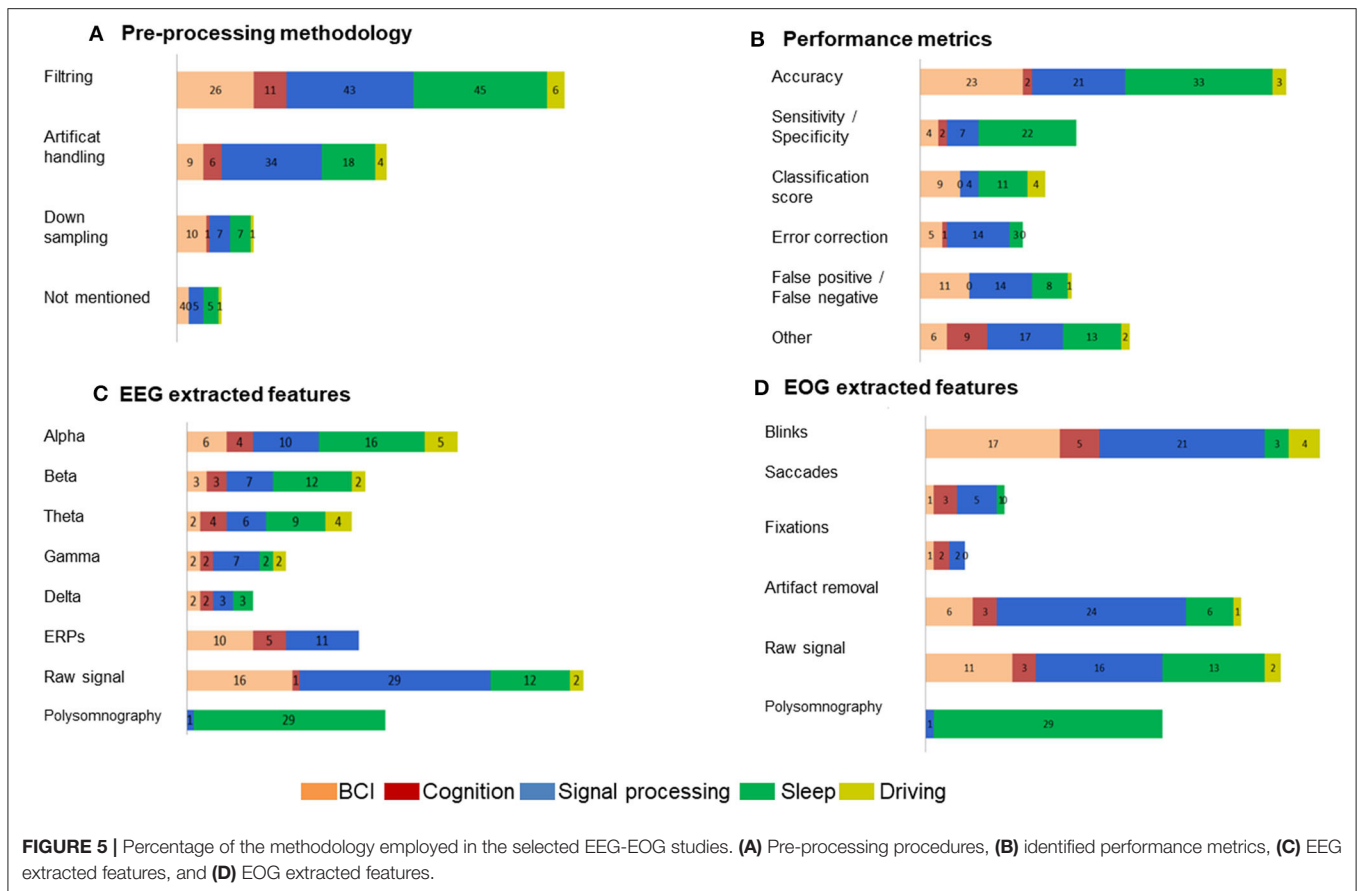 A Pre-processing methodology
Filtring
26 11 43 45 6
Artificat
handling
9 6 34 18 4
Down
sampling
10 1 7 7 1
Not mentioned
4 0 5 5 1
B Performance metrics
Accuracy
23 2 21 33 3
Sensitivity /
Specificity
4 2 7 22
Classification
score
9 0 4 11 4
Error correction
5 1 14 3 0
False positive /
False negative
11 0 14 8 1
Other
6 9 17 13 2
C EEG extracted features
Alpha
6 4 10 16 5
Beta
3 3 7 12 2
Theta
2 4 6 9 4
Gamma
2 2 7 2 2
Delta
2 2 3 3
ERPs
10 5 11
Raw signal
16 1 29 12 2
Polysomnography
1 29
D EOG extracted features
Blinks
17 5 21 3 4
Saccades
1 3 5 1 0
Fixations
1 2 2 0
Artifact removal
6 3 24 6 1
Raw signal
11 3 16 13 2
Polysomnography
1 29
BCI Cognition Signal processing Sleep Driving
FIGURE 5 | Percentage of the methodology employed in the selected EEG-EOG studies. (A) Pre-processing procedures, (B) identified performance metrics, (C) EEG
extracted features, and (D) EOG extracted features.